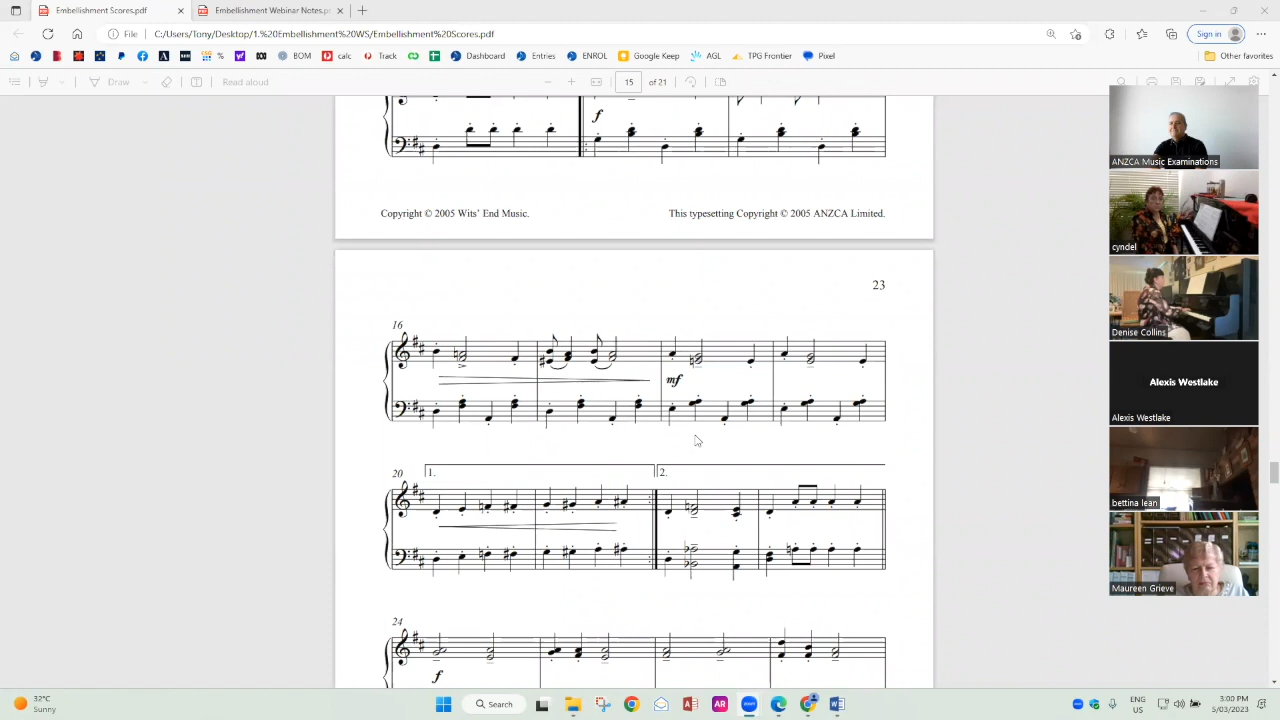 Embellishment Scores.pdf
Embellishment Webinar Notes.p
File
C:/Users/Tony/Desktop/1.%20Embellishment%20WS/Embellishment%20Scores.pdf
Sign in
%
BOM
calc
Track
Dashboard
Entries
ENROL
Google Keep
AGL
TPG Frontier
Pixel
Other favorites
Draw
Read aloud
15
of 21
f
Copyright © 2005 Wits' End Music.
This typesetting Copyright © 2005 ANZCA Limited.
23
16
mf
20
1.
2.
24
f
ANZCA Music Examinations
cyndel
Denise Collins
Alexis Westlake
Alexis Westlake
bettina lean
Maureen Grieve
32°C
Sunny
Search
AR
zoom
ENG
US
3:00 PM
5/03/2023